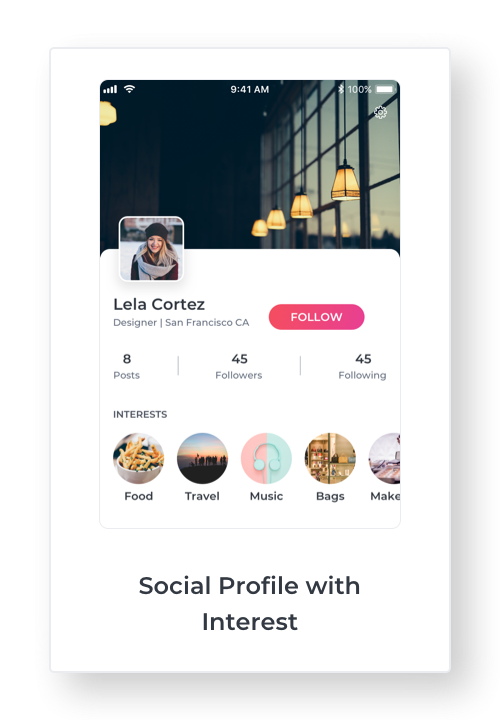 9:41 AM 100%
Lela Cortez
Designer | San Francisco CA
FOLLOW
8 45 45
Posts Followers Following
INTERESTS
Food Travel Music Bags Make
Social Profile with
Interest